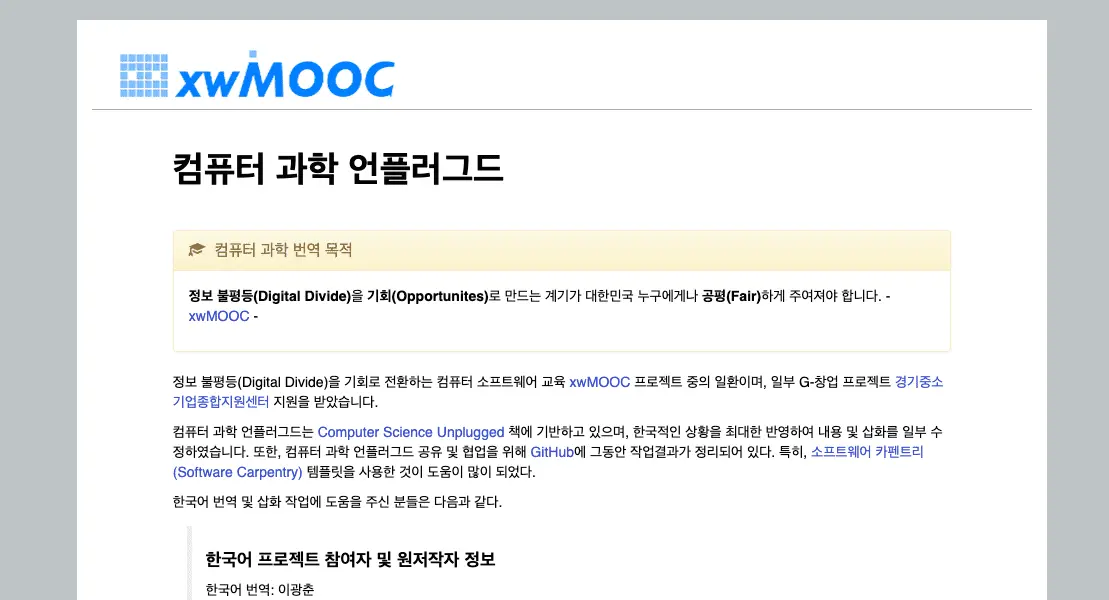 xwMOOC
컴퓨터 과학 언플러그드
컴퓨터 과학 번역 목적
정보 불평등(Digital Divide)을 기회(Opportunites)로 만드는 계기가 대한민국 누구에게나 공평(Fair)하게 주여져야 합니다. -
xwMOOC -
정보 불평등(Digital Divide)을 기회로 전환하는 컴퓨터 소프트웨어 교육 xwMOOC 프로젝트 중의 일환이며, 일부 G-창업 프로젝트 경기중소
기업종합지원센터 지원을 받았습니다.
컴퓨터 과학 언플러그드는 Computer Science Unplugged 책에 기반하고 있으며, 한국적인 상황을 최대한 반영하여 내용 및 삽화를 일부 수
정하였습니다. 또한, 컴퓨터 과학 언플러그드 공유 및 협업을 위해 GitHub에 그동안 작업결과가 정리되어 있다. 특히, 소프트웨어 카펜트리
(Software Carpentry) 템플릿을 사용한 것이 도움이 많이 되었다.
한국어 번역 및 삽화 작업에 도움을 주신 분들은 다음과 같다.
한국어 프로젝트 참여자 및 원저작자 정보
한국어 번역: 이광춘